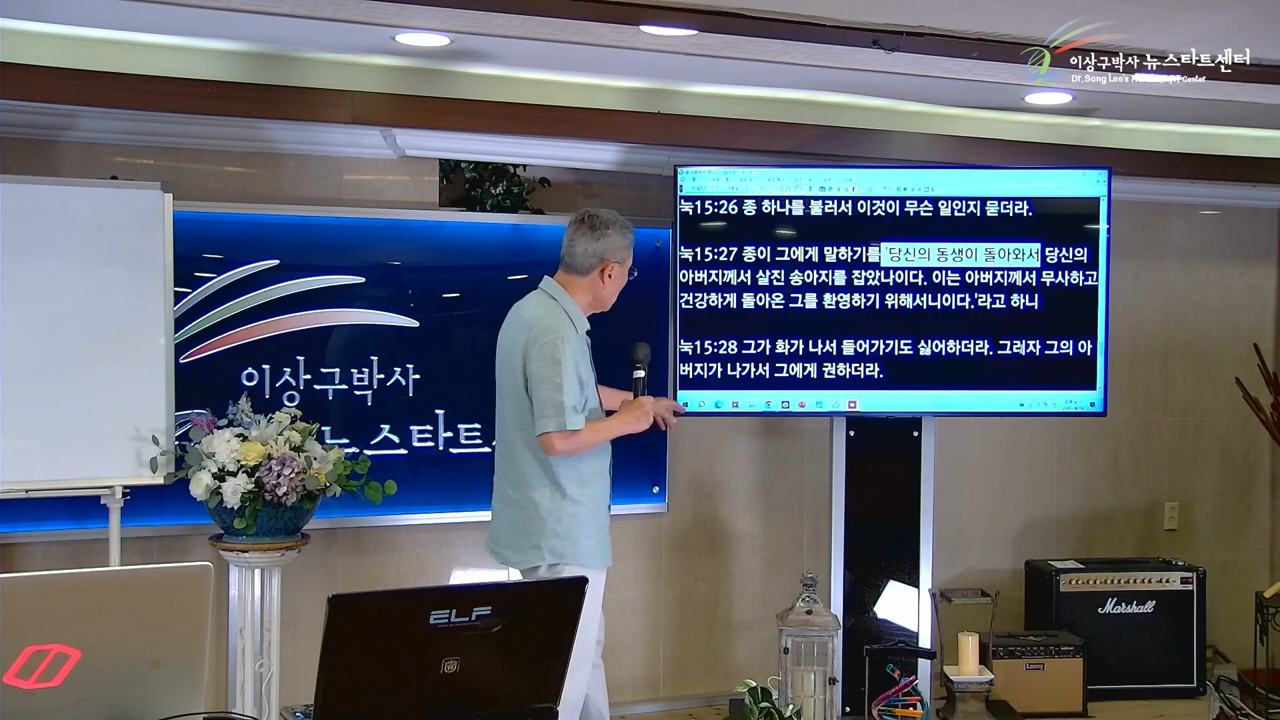 이상구박사 뉴스타트센터
Dr. Sang Lee's Center
눅15:26 종 하나를 불러서 이것이 무슨 일인지 묻더라.
눅15:27 종이 그에게 말하기를 '당신의 동생이 돌아와서 당신의
아버지께서 살진 송아지를 잡았나이다. 이는 아버지께서 무사하고
건강하게 돌아온 그를 환영하기 위해서니이다.'라고 하니
눅15:28 그가 화가 나서 들어가기도 싫어하더라. 그러자 그의 아
버지가 나가서 그에게 권하더라.
이상구박사
뉴스타트
ELF
Marshall
Laney